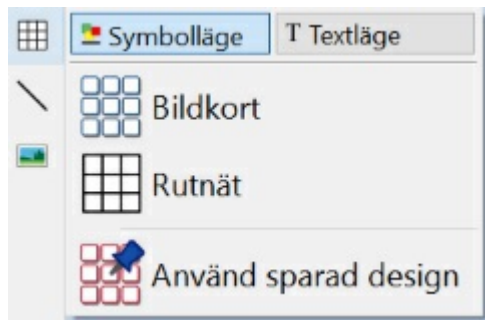 Symbolläge T Textläge
Bildkort
Rutnät
Använd sparad design